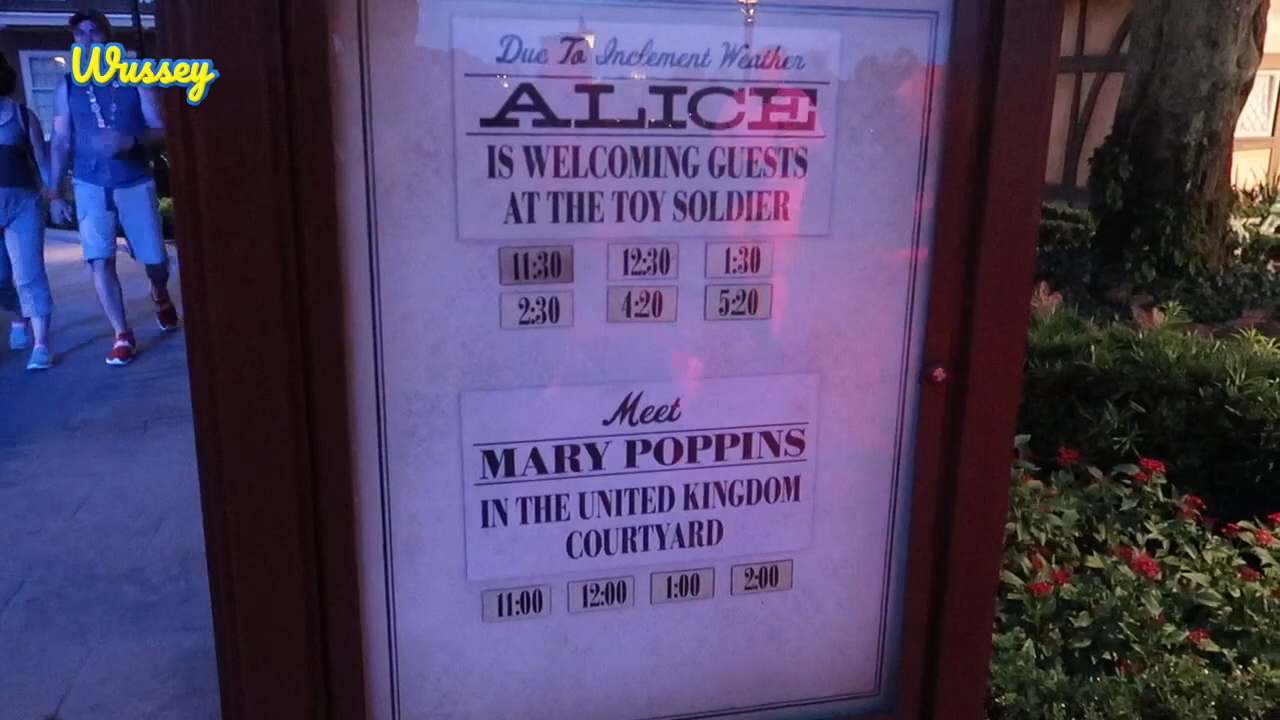 Wussey
Due To Inclement Weather
ALICE
IS WELCOMING GUESTS
AT THE TOY SOLDIER
11:30 12:30 1:30
2:30 4:20 5:20
Meet
MARY POPPINS
IN THE UNITED KINGDOM
COURTYARD
11:00 12:00 1:00 2:00